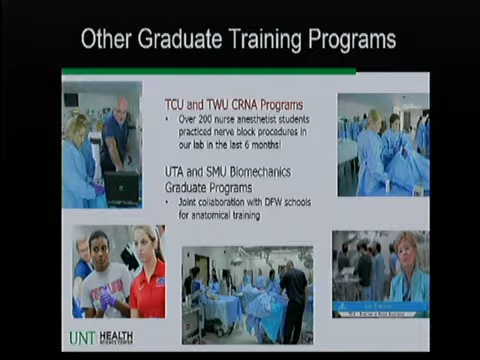 Other Graduate Training Programs
TCU and TWU CRNA Programs
• Over 200 nurse anesthetist students
practiced nerve block procedures in
our lab in the last 6 months!
UTA and SMU Biomechanics
Graduate Programs
• Joint collaboration with DFW schools
for anatomical training
UNT HEALTH
SCIENCE CENTER